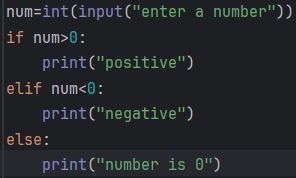 num=int(input("enter a number"))
if num>0:
    print("positive")
elif num<0:
    print("negative")
else:
    print("number is 0")